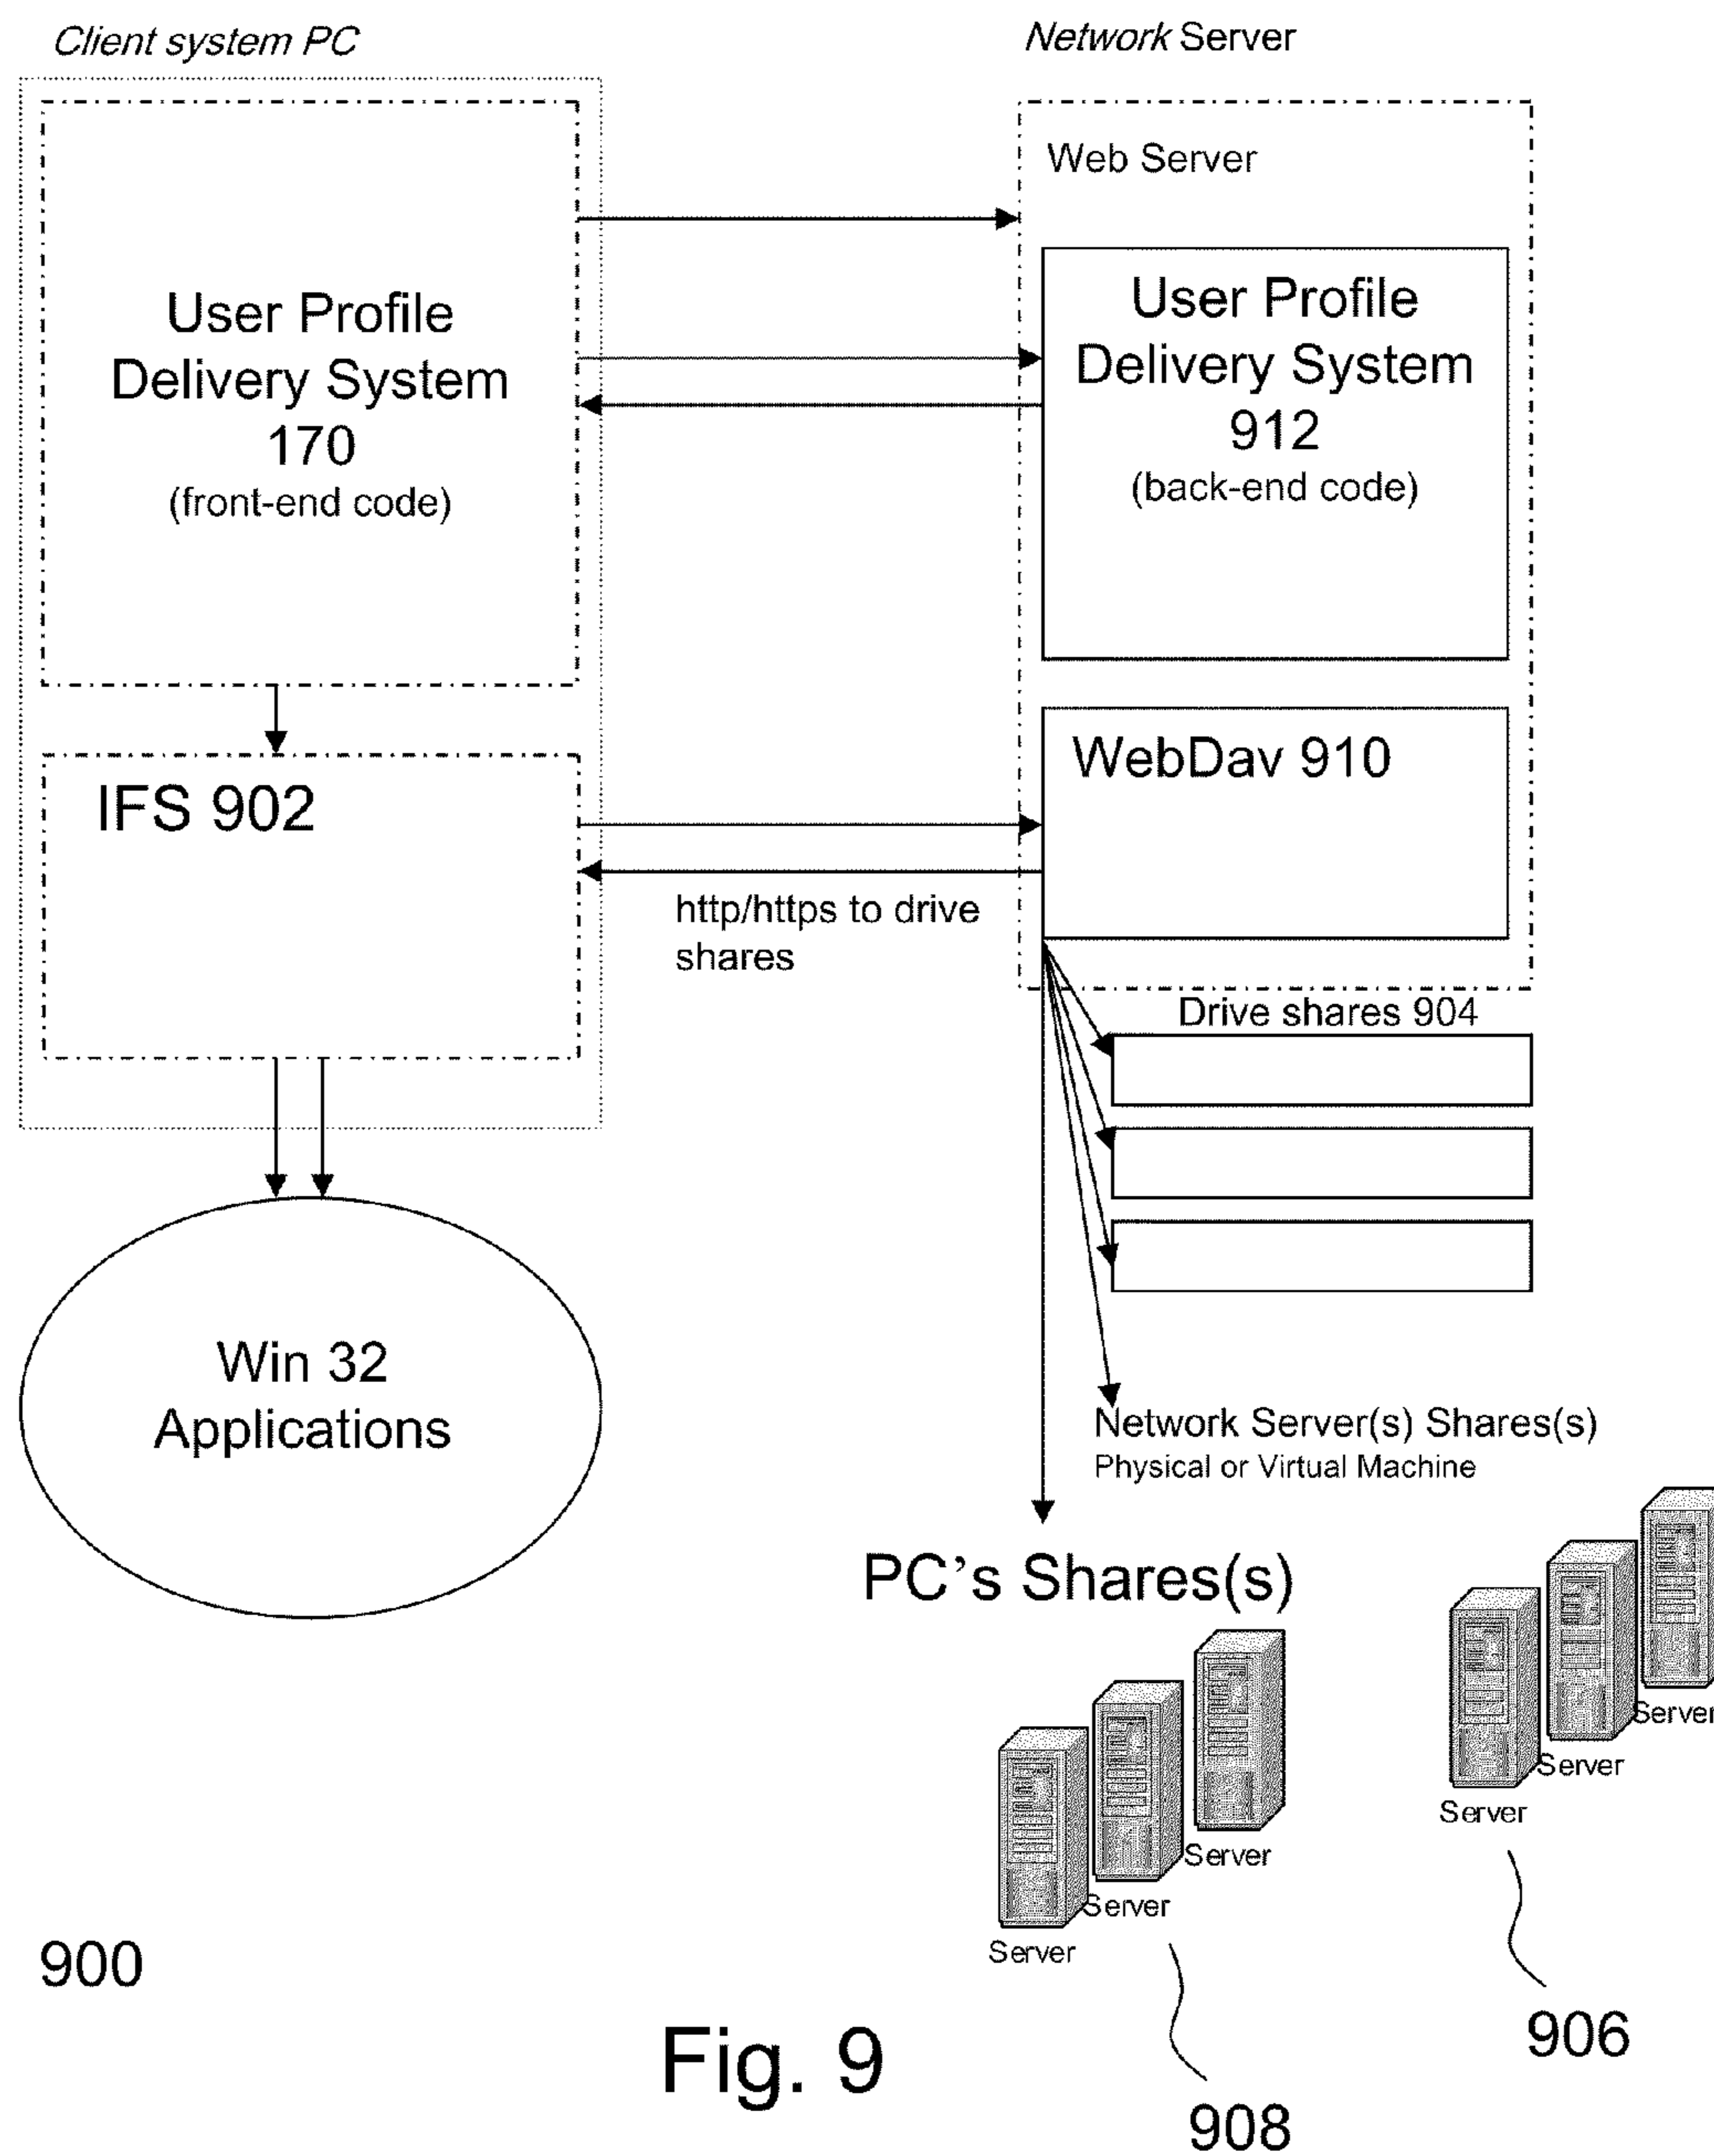 Client system PC
Network Server
Web Server
User Profile
Delivery System
170
(front-end code)
User Profile
Delivery System
912
(back-end code)
IFS 902
WebDav 910
http/https to drive
shares
Drive shares 904
Win 32
Applications
Network Server(s) Shares(s)
Physical or Virtual Machine
PC’s Shares(s)
Server
Server
Server
Server
Server
Server
900
Fig. 9
908
906